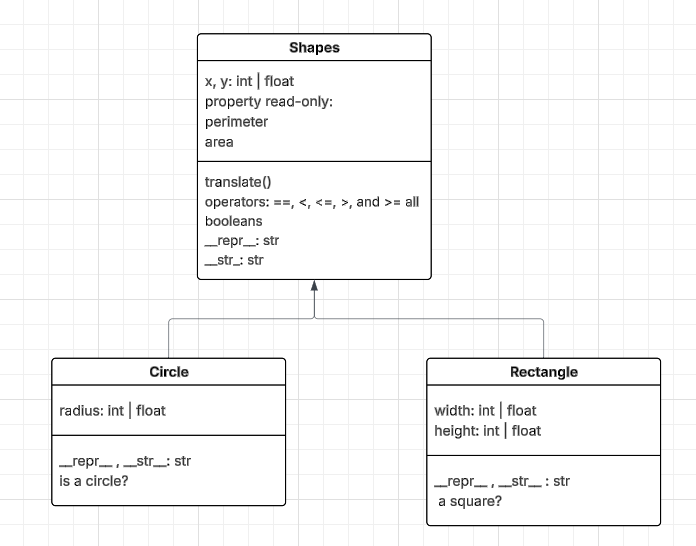 Shapes
x, y: int | float
property read-only:
perimeter
area
translate()
operators: ==, <, <=, >, and >= all
booleans
__repr__: str
__str_: str
Circle
radius: int | float
__repr__ , __str__: str
is a circle?
Rectangle
width: int | float
height: int | float
__repr__ , __str__ : str
a square?